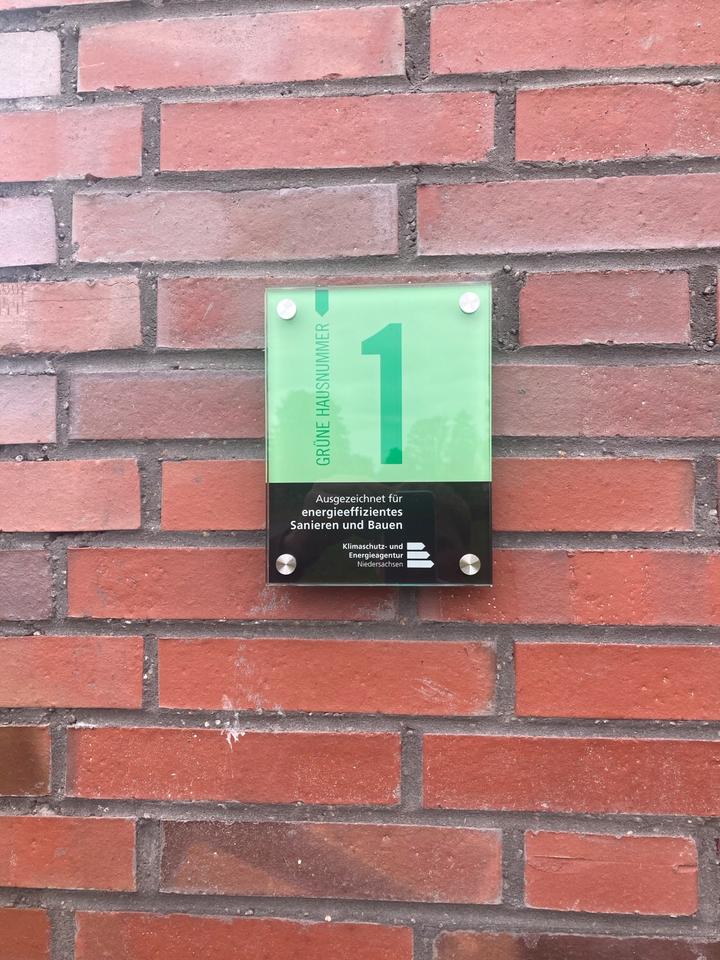 GRÜNE HAUSNUMMER
1
Ausgezeichnet für
energieeffizientes
Sanieren und Bauen
Klimaschutz- und
Energieagentur
Niedersachsen